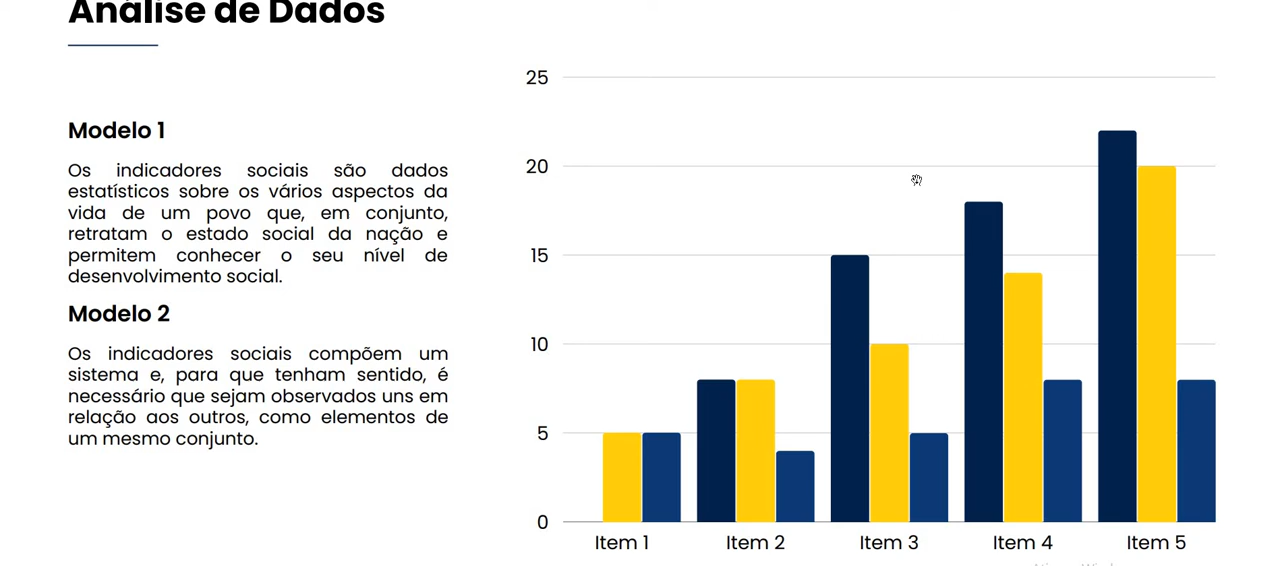 Análise de Dados
Modelo 1
Os indicadores sociais são dados
estatísticos sobre os vários aspectos da
vida de um povo que, em conjunto,
retratam o estado social da nação e
permitem conhecer o seu nível de
desenvolvimento social.
Modelo 2
Os indicadores sociais compõem um
sistema e, para que tenham sentido, é
necessário que sejam observados uns em
relação aos outros, como elementos de
um mesmo conjunto.
25
20
15
10
5
0
Item 1 Item 2 Item 3 Item 4 Item 5